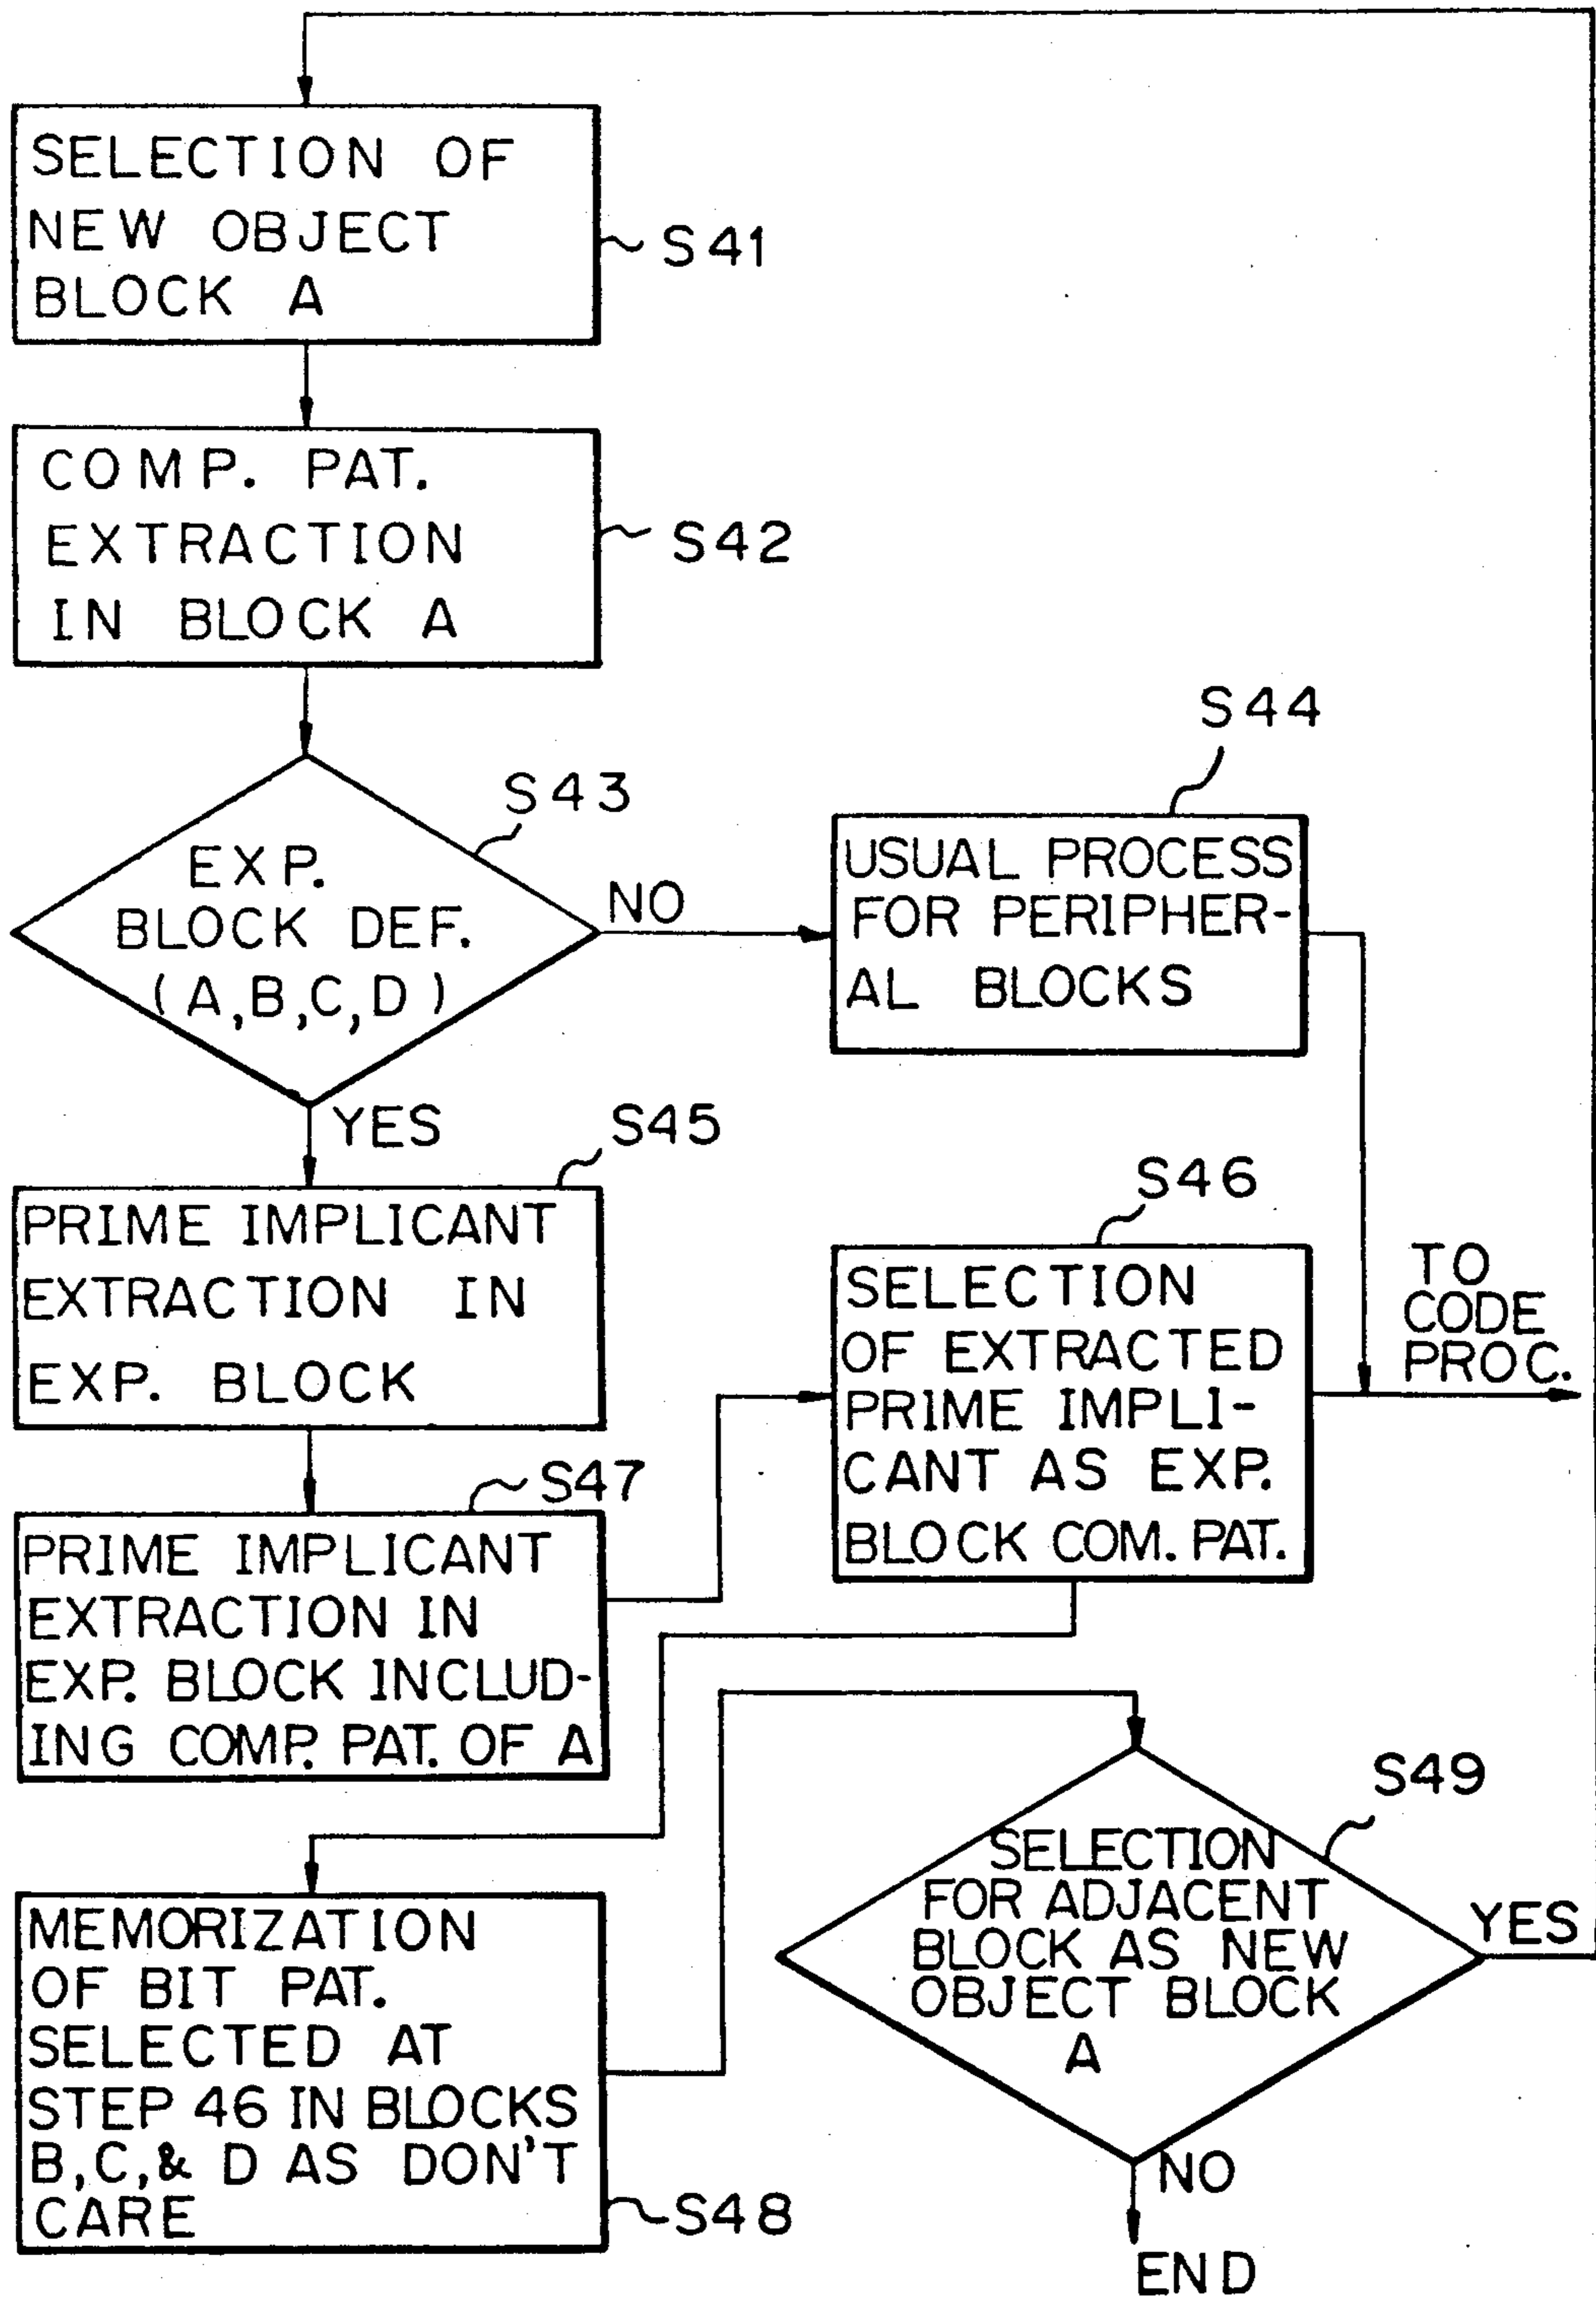 SELECTION OF
NEW OBJECT
BLOCK A
S41
COMP. PAT.
EXTRACTION
IN BLOCK A
S42
S43
EXP.
BLOCK DEF.
(A,B,C,D)
NO
YES
S44
USUAL PROCESS
FOR PERIPHER-
AL BLOCKS
S45
PRIME IMPLICANT
EXTRACTION IN
EXP. BLOCK
S46
SELECTION
OF EXTRACTED
PRIME IMPLI-
CANT AS EXP.
BLOCK COM. PAT.
TO
CODE
PROC.
S47
PRIME IMPLICANT
EXTRACTION IN
EXP. BLOCK INCLUD-
ING COMP. PAT. OF A
MEMORIZATION
OF BIT PAT.
SELECTED AT
STEP 46 IN BLOCKS
B,C,& D AS DON'T
CARE
S48
S49
SELECTION
FOR ADJACENT
BLOCK AS NEW
OBJECT BLOCK
A
YES
NO
END